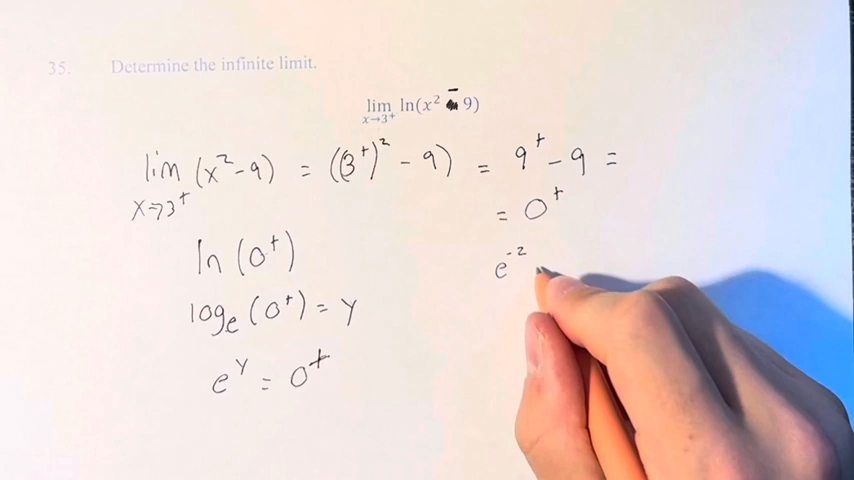 35. Determine the infinite limit.
lim x→3⁺ ln(x² - 9)
lim x→3⁺ (x²-9) = ((3⁺)² - 9) = 9⁺ - 9 =
= 0⁺
ln(0⁺)
e⁻²
logₑ(0⁺) = y
e^y = 0⁺